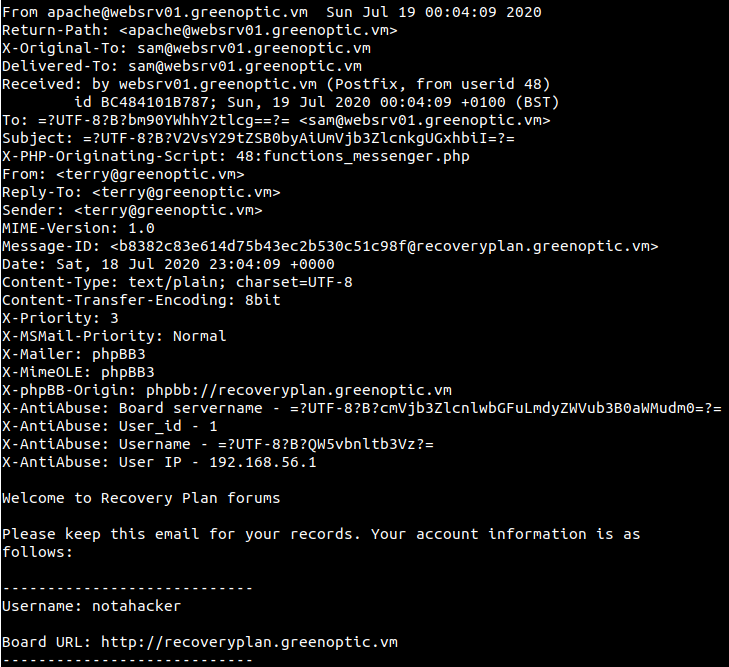 From apache@websrv01.greenoptic.vm  Sun Jul 19 00:04:09 2020
Return-Path: <apache@websrv01.greenoptic.vm>
X-Original-To: sam@websrv01.greenoptic.vm
Delivered-To: sam@websrv01.greenoptic.vm
Received: by websrv01.greenoptic.vm (Postfix, from userid 48)
        id BC484101B787; Sun, 19 Jul 2020 00:04:09 +0100 (BST)
To: =?UTF-8?B?bm90YWhhY2tlcg==?= <sam@websrv01.greenoptic.vm>
Subject: =?UTF-8?B?V2VsY29tZSB0byAiUmVjb3ZlcnkgUGxhbiI=?=
X-PHP-Originating-Script: 48:functions_messenger.php
From: <terry@greenoptic.vm>
Reply-To: <terry@greenoptic.vm>
Sender: <terry@greenoptic.vm>
MIME-Version: 1.0
Message-ID: <b8382c83e614d75b43ec2b530c51c98f@recoveryplan.greenoptic.vm>
Date: Sat, 18 Jul 2020 23:04:09 +0000
Content-Type: text/plain; charset=UTF-8
Content-Transfer-Encoding: 8bit
X-Priority: 3
X-MSMail-Priority: Normal
X-Mailer: phpBB3
X-MimeOLE: phpBB3
X-phpBB-Origin: phpbb://recoveryplan.greenoptic.vm
X-AntiAbuse: Board servername - =?UTF-8?B?cmVjb3ZlcnlwbGFuLmdyZWVub3B0aWMudm0=?=
X-AntiAbuse: User_id - 1
X-AntiAbuse: Username - =?UTF-8?B?QW5vbnltb3Vz?=
X-AntiAbuse: User IP - 192.168.56.1

Welcome to Recovery Plan forums

Please keep this email for your records. Your account information is as
follows:

----------------------------
Username: notahacker

Board URL: http://recoveryplan.greenoptic.vm
----------------------------